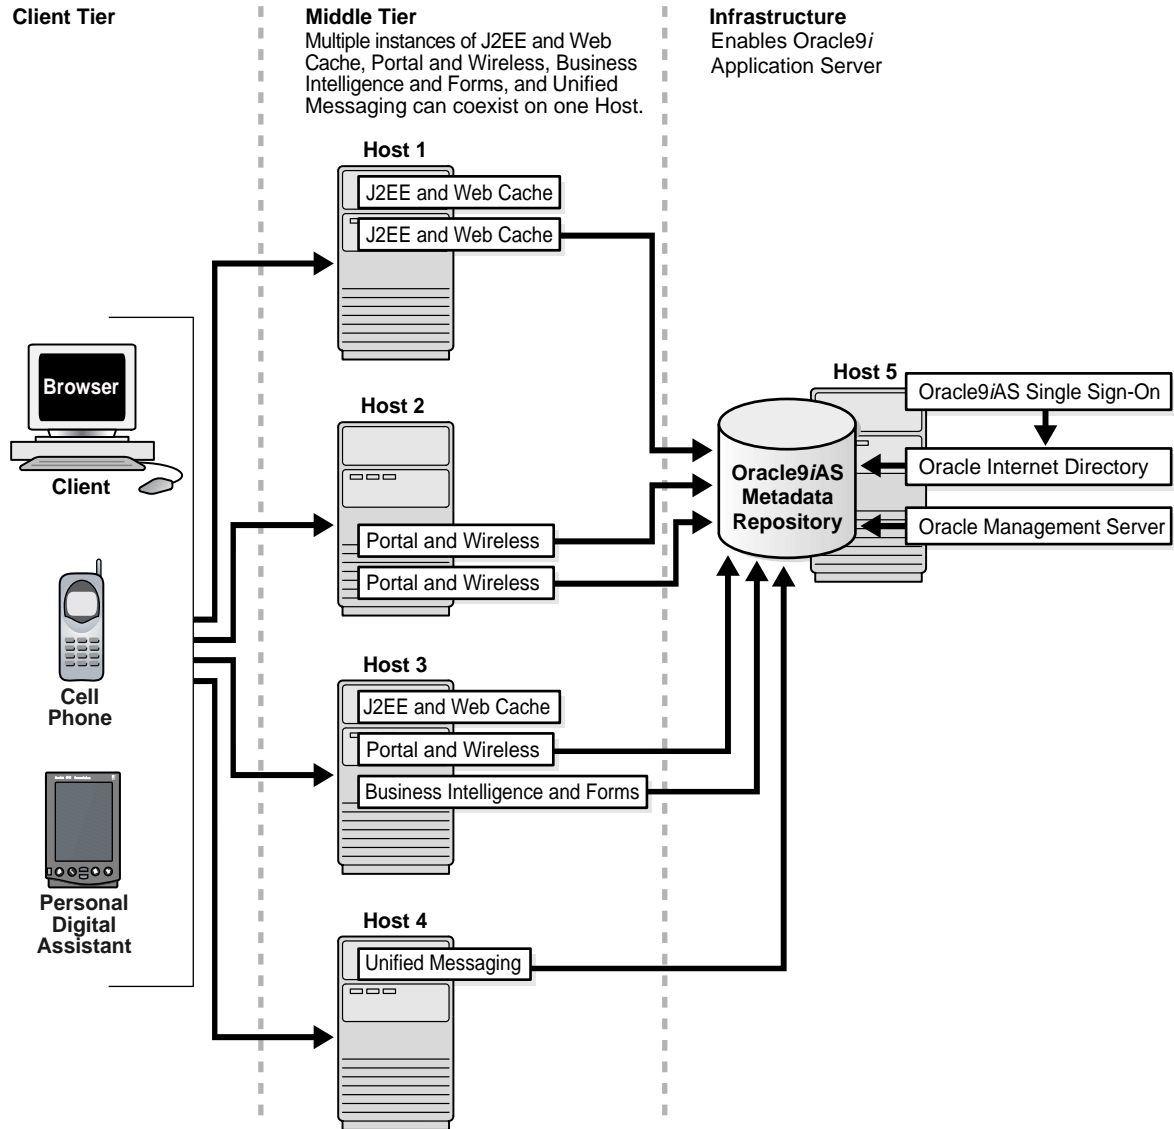 Client Tier
Middle Tier
Multiple instances of J2EE and Web
Cache, Portal and Wireless, Business
Intelligence and Forms, and Unified
Messaging can coexist on one Host.
Infrastructure
Enables Oracle9i
Application Server
Host 1
J2EE and Web Cache
J2EE and Web Cache
Browser
Client
Cell
Phone
Personal
Digital
Assistant
Host 2
Portal and Wireless
Portal and Wireless
Host 3
J2EE and Web Cache
Portal and Wireless
Business Intelligence and Forms
Host 4
Unified Messaging
Host 5
Oracle9iAS Single Sign-On
Oracle Internet Directory
Oracle Management Server
Oracle9iAS
Metadata
Repository